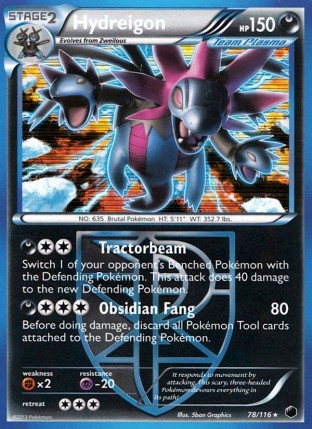 STAGE2
Hydreigon
HP150
Evolves from Zweilous
Team Plasma
NO. 635 Brutal Pokémon HT: 5'11" WT: 352.7 lbs.
Tractorbeam
Switch 1 of your opponent's Benched Pokémon with
the Defending Pokémon. This attack does 40 damage
to the new Defending Pokémon.
Obsidian Fang 80
Before doing damage, discard all Pokémon Tool cards
attached to the Defending Pokémon.
weakness
×2
resistance
-20
retreat
It responds to movement by
attacking. This scary, three-headed
Pokémon devours everything in
its path!
©2013 Pokémon
Illus. 5ban Graphics
78/116 ★